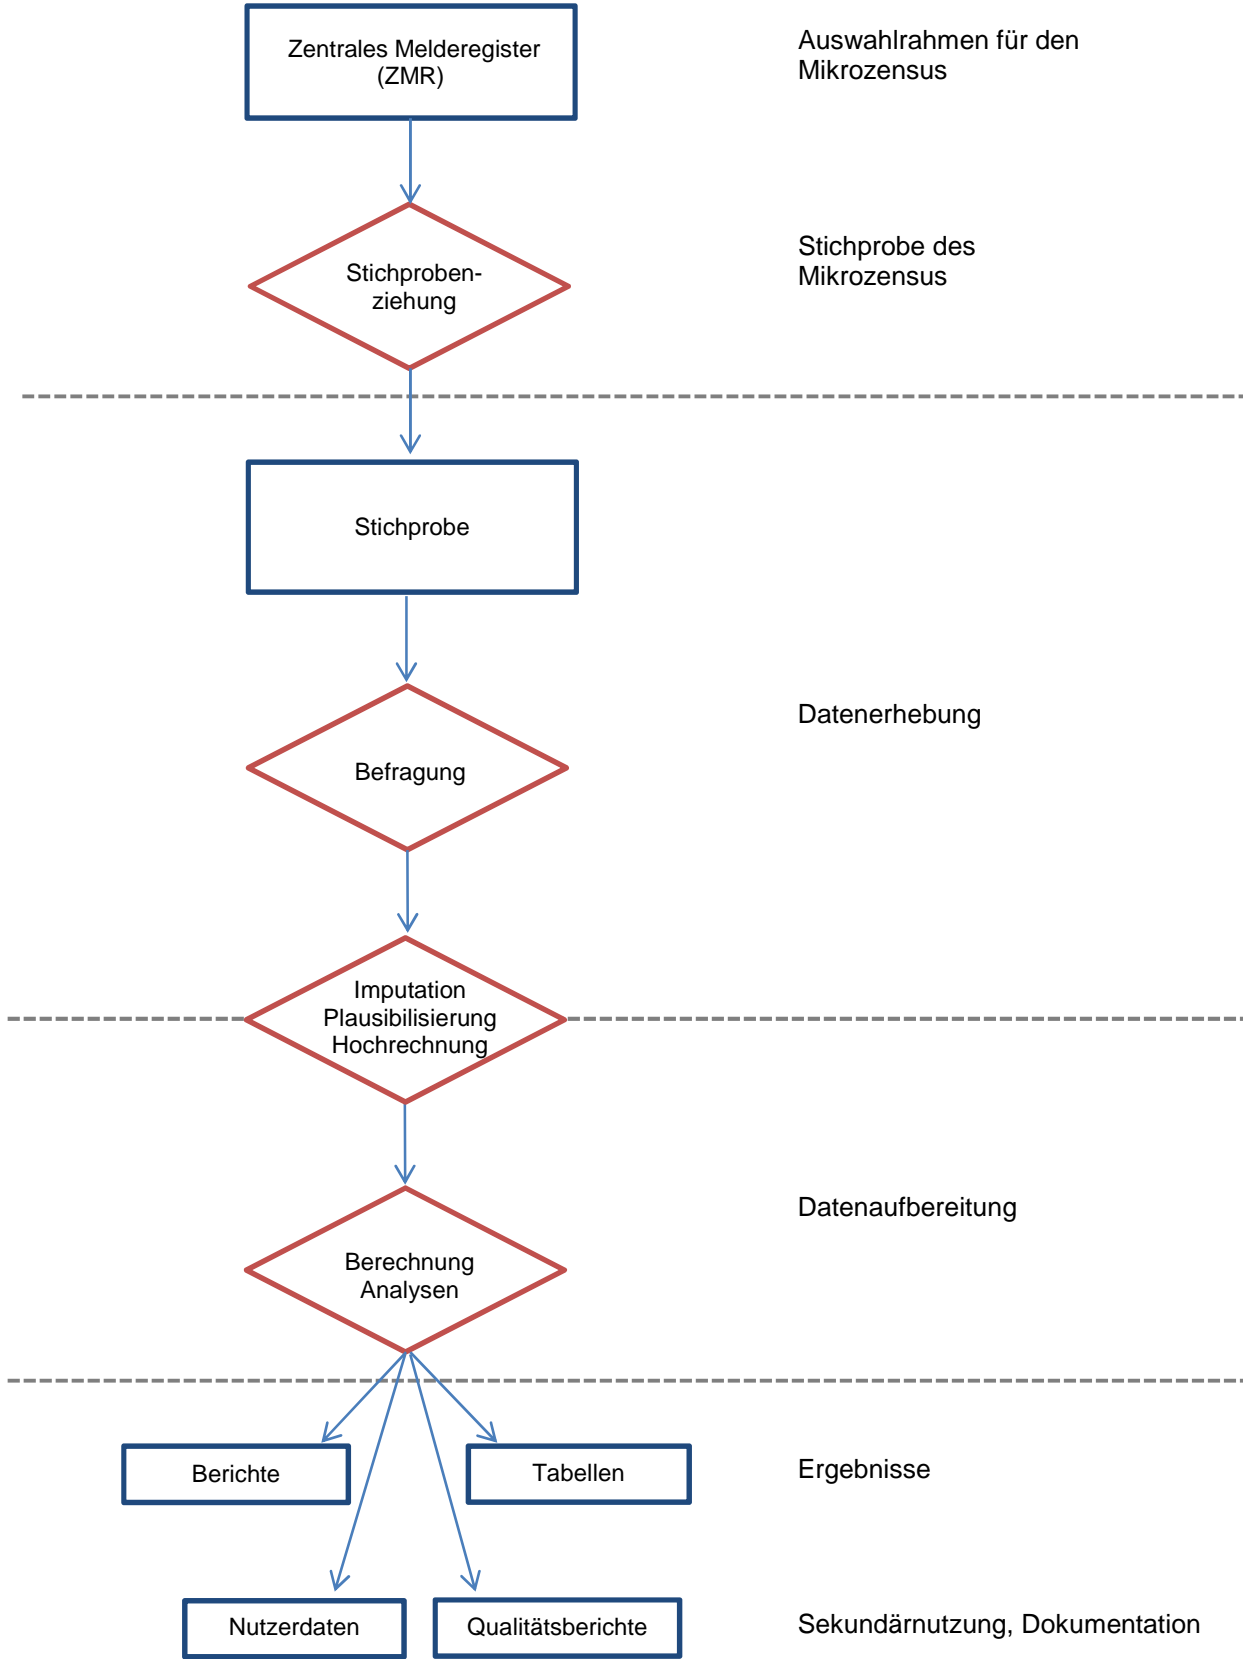 Zentrales Melderegister
(ZMR)
Auswahlrahmen für den
Mikrozensus
Stichproben-
ziehung
Stichprobe des
Mikrozensus
Stichprobe
Befragung
Datenerhebung
Imputation
Plausibilisierung
Hochrechnung
Berechnung
Analysen
Datenaufbereitung
Berichte
Tabellen
Ergebnisse
Nutzerdaten
Qualitätsberichte
Sekundärnutzung, Dokumentation